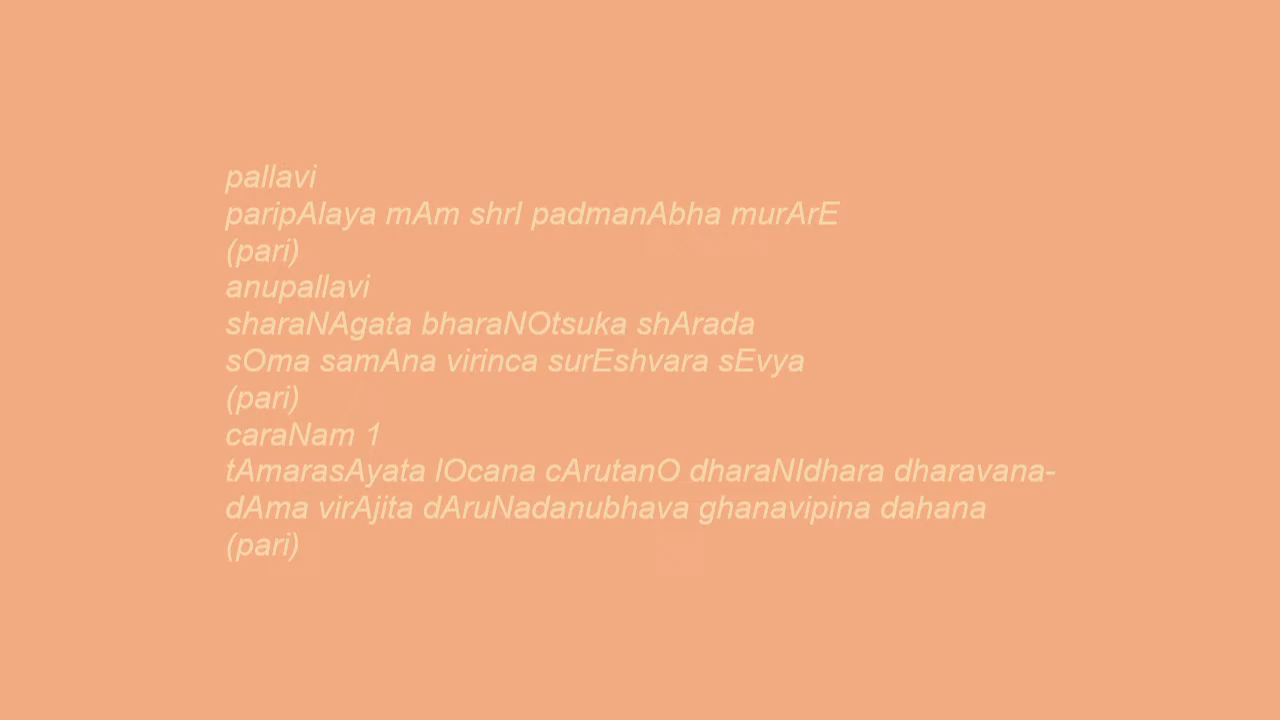 pallavi
paripAlaya mAm shrI padmanAbha murArE
(pari)
anupallavi
sharaNAgata bharaNOtsuka shArada
sOma samAna virinca surEshvara sEvya
(pari)
caraNam 1
tAmarasAyata lOcana cArutanO dharaNIdhara dharavana-
dAma virAjita dAruNadanubhava ghanavipina dahana
(pari)